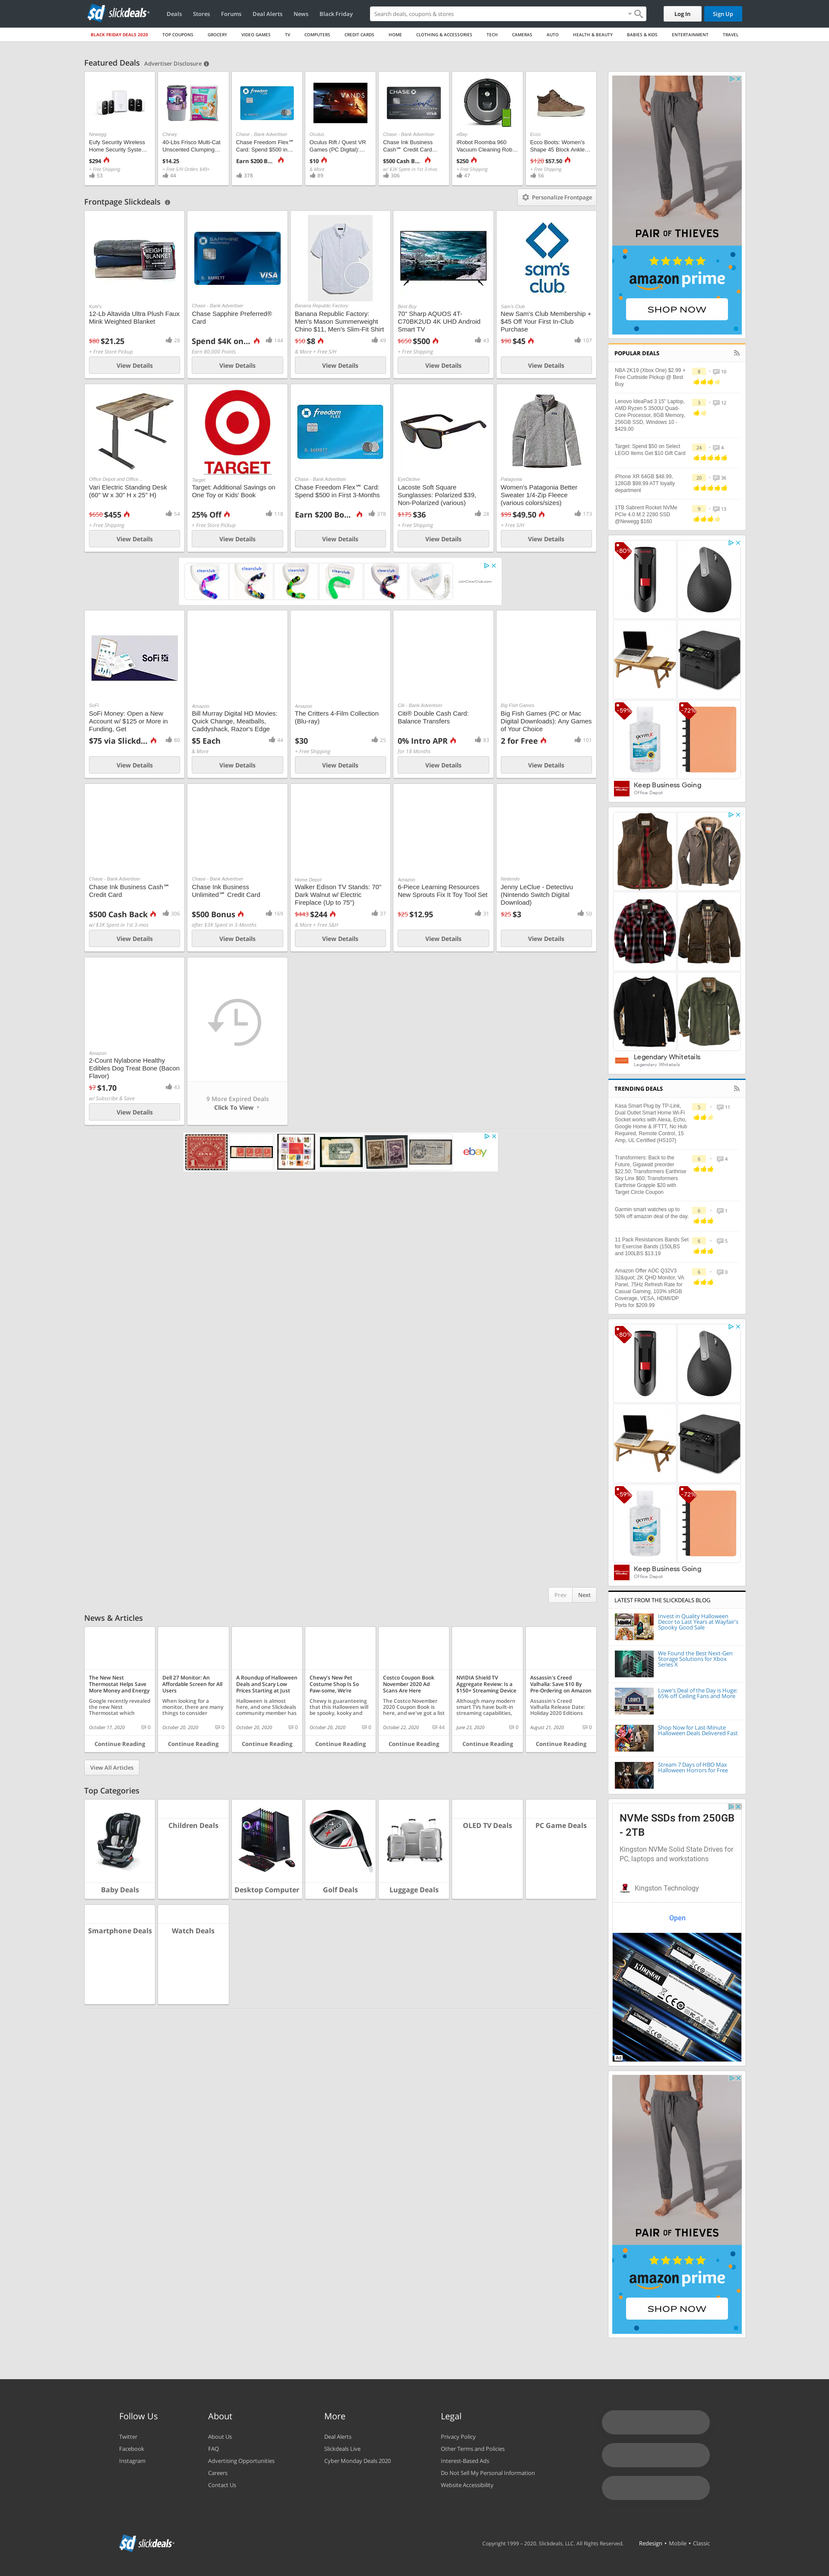 slickdeals
Deals Stores Forums Deal Alerts News Black Friday
Search deals, coupons & stores
Log In Sign Up
BLACK FRIDAY DEALS 2020 TOP COUPONS GROCERY VIDEO GAMES TV COMPUTERS CREDIT CARDS HOME CLOTHING & ACCESSORIES TECH CAMERAS AUTO HEALTH & BEAUTY BABIES & KIDS ENTERTAINMENT TRAVEL
Featured Deals Advertiser Disclosure
Newegg
Eufy Security Wireless
Home Security Syste...
$294
+ Free Shipping
53
Chewy
40-Lbs Frisco Multi-Cat
Unscented Clumping...
$14.25
44
Chase - Bank Advertiser
Chase Freedom Flex℠
Card: Spend $500 in...
Earn $200 B...
378
Oculus
Oculus Rift / Quest VR
Games (PC Digital):...
$10
& More
89
Chase - Bank Advertiser
Chase Ink Business
Cash℠ Credit Card...
$500 Cash B...
w/ $3K Spent in 1st 3-mos
306
eBay
iRobot Roomba 960
Vacuum Cleaning Rob...
$250
+ Free Shipping
47
Ecco
Ecco Boots: Women's
Shape 45 Block Ankle...
$120 $57.50
+ Free Shipping
56
Frontpage Slickdeals
Personalize Frontpage
Kohl's
12-Lb Altavida Ultra Plush Faux
Mink Weighted Blanket
$80 $21.25
28
+ Free Store Pickup
View Details
Chase - Bank Advertiser
Chase Sapphire Preferred®
Card
Spend $4K on...
144
Earn 80,000 Points
View Details
Banana Republic Factory
Banana Republic Factory:
Men's Mason Summerweight
Chino $11, Men's Slim-Fit Shirt
$50 $8
49
& More + Free S/H
View Details
Best Buy
70" Sharp AQUOS 4T-
C70BK2UD 4K UHD Android
Smart TV
$650 $500
43
+ Free Shipping
View Details
sam's
club
Sam's Club
New Sam's Club Membership +
$45 Off Your First In-Club
Purchase
$90 $45
107
View Details
Office Depot and Office...
Vari Electric Standing Desk
(60" W x 30" H x 25" H)
$650 $455
54
+ Free Shipping
View Details
TARGET
Target
Target: Additional Savings on
One Toy or Kids' Book
25% Off
118
+ Free Store Pickup
View Details
Chase - Bank Advertiser
Chase Freedom Flex℠ Card:
Spend $500 in First 3-Months
Earn $200 Bo...
378
View Details
EyeDictive
Lacoste Soft Square
Sunglasses: Polarized $39,
Non-Polarized (various)
$175 $36
28
+ Free Shipping
View Details
Patagonia
Women's Patagonia Better
Sweater 1/4-Zip Fleece
(various colors/sizes)
$99 $49.50
173
+ Free S/H
View Details
clearclub
SoFi
SoFi
SoFi Money: Open a New
Account w/ $125 or More in
Funding, Get
$75 via Slickd...
60
View Details
Amazon
Bill Murray Digital HD Movies:
Quick Change, Meatballs,
Caddyshack, Razor's Edge
$5 Each
44
& More
View Details
Amazon
The Critters 4-Film Collection
(Blu-ray)
$30
25
+ Free Shipping
View Details
Citi - Bank Advertiser
Citi® Double Cash Card:
Balance Transfers
0% Intro APR
83
for 18 Months
View Details
Big Fish Games
Big Fish Games (PC or Mac
Digital Downloads): Any Games
of Your Choice
2 for Free
101
View Details
Chase - Bank Advertiser
Chase Ink Business Cash℠
Credit Card
$500 Cash Back
306
w/ $3K Spent in 1st 3-mos
View Details
Chase - Bank Advertiser
Chase Ink Business
Unlimited℠ Credit Card
$500 Bonus
169
after $3K Spent in 3-Months
View Details
Home Depot
Walker Edison TV Stands: 70"
Dark Walnut w/ Electric
Fireplace (Up to 75")
$443 $244
37
& More + Free S&H
View Details
Amazon
6-Piece Learning Resources
New Sprouts Fix It Toy Tool Set
$25 $12.95
31
View Details
Nintendo
Jenny LeClue - Detectivu
(Nintendo Switch Digital
Download)
$25 $3
50
View Details
Amazon
2-Count Nylabone Healthy
Edibles Dog Treat Bone (Bacon
Flavor)
$7 $1.70
43
w/ Subscribe & Save
View Details
9 More Expired Deals
Click To View
ebay
Prev Next
News & Articles
The New Nest
Thermostat Helps Save
More Money and Energy
Google recently revealed
the new Nest
Thermostat which
October 17, 2020 0
Continue Reading
Dell 27 Monitor: An
Affordable Screen for All
Users
When looking for a
monitor, there are many
things to consider
October 20, 2020 0
Continue Reading
A Roundup of Halloween
Deals and Scary Low
Prices Starting at Just
Halloween is almost
here, and one Slickdeals
community member has
October 20, 2020 0
Continue Reading
Chewy's New Pet
Costume Shop Is So
Paw-some, We're
Chewy is guaranteeing
that this Halloween will
be spooky, kooky and
October 20, 2020 0
Continue Reading
Costco Coupon Book
November 2020 Ad
Scans Are Here
The Costco November
2020 Coupon Book is
here, and we've got a list
October 22, 2020 44
Continue Reading
NVIDIA Shield TV
Aggregate Review: Is a
$150+ Streaming Device
Although many modern
smart TVs have built-in
streaming capabilities,
June 23, 2020 0
Continue Reading
Assassin's Creed
Valhalla: Save $10 By
Pre-Ordering on Amazon
Assassin's Creed
Valhalla Release Date:
Holiday 2020 Editions
August 21, 2020 0
Continue Reading
View All Articles
Top Categories
Baby Deals
Children Deals
Desktop Computer
Golf Deals
Luggage Deals
OLED TV Deals
PC Game Deals
Smartphone Deals
Watch Deals
PAIR OF THIEVES
amazon prime
SHOP NOW
POPULAR DEALS
NBA 2K19 (Xbox One) $2.99 +
Free Curbside Pickup @ Best
Buy
8 10
Lenovo IdeaPad 3 15" Laptop,
AMD Ryzen 5 3500U Quad-
Core Processor, 8GB Memory,
256GB SSD, Windows 10 -
$429.00
3 12
Target: Spend $50 on Select
LEGO Items Get $10 Gift Card
24 4
iPhone XR 64GB $48.99,
128GB $98.99 ATT loyalty
department
20 36
1TB Sabrent Rocket NVMe
PCIe 4.0 M.2 2280 SSD
@Newegg $160
9 13
-80%
-59%
-72%
Keep Business Going
Office Depot
Legendary Whitetails
Legendary Whitetails
TRENDING DEALS
Kasa Smart Plug by TP-Link,
Dual Outlet Smart Home Wi-Fi
Socket works with Alexa, Echo,
Google Home & IFTTT, No Hub
Required, Remote Control, 15
Amp, UL Certified (HS107)
5 11
Transformers: Back to the
Future; Gigawatt preorder
$22.50; Transformers Earthrise
Sky Linx $60; Transformers
Earthrise Grapple $20 with
Target Circle Coupon
6 4
Garmin smart watches up to
50% off amazon deal of the day.
6 1
11 Pack Resistances Bands Set
for Exercise Bands (150LBS
and 100LBS $13.19
6 5
Amazon Offer AOC Q32V3
32&quot; 2K QHD Monitor, VA
Panel, 75Hz Refresh Rate for
Casual Gaming, 103% sRGB
Coverage, VESA, HDMI/DP
Ports for $209.99
6 0
-80%
-59%
-72%
Keep Business Going
Office Depot
LATEST FROM THE SLICKDEALS BLOG
Invest in Quality Halloween
Decor to Last Years at Wayfair's
Spooky Good Sale
We Found the Best Next-Gen
Storage Solutions for Xbox
Series X
Lowe's Deal of the Day is Huge:
65% off Ceiling Fans and More
Shop Now for Last-Minute
Halloween Deals Delivered Fast
Stream 7 Days of HBO Max
Halloween Horrors for Free
NVMe SSDs from 250GB
- 2TB
Kingston NVMe Solid State Drives for
PC, laptops and workstations
Kingston Technology
Open
Kingston
Ad
PAIR OF THIEVES
amazon prime
SHOP NOW
Follow Us
Twitter
Facebook
Instagram
About
About Us
FAQ
Advertising Opportunities
Careers
Contact Us
More
Deal Alerts
Slickdeals Live
Cyber Monday Deals 2020
Legal
Privacy Policy
Other Terms and Policies
Interest-Based Ads
Do Not Sell My Personal Information
Website Accessibility
slickdeals
Copyright 1999 - 2020, Slickdeals, LLC. All Rights Reserved. Redesign • Mobile • Classic